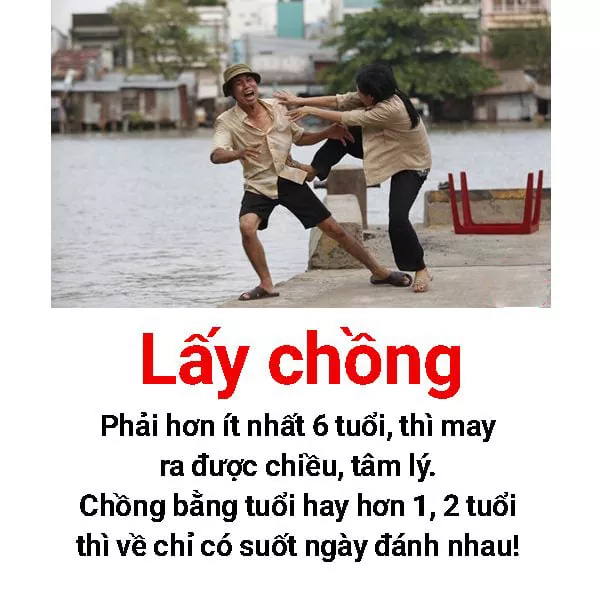 Lấy chồng
Phải hơn ít nhất 6 tuổi, thì may
ra được chiều, tâm lý.
Chồng bằng tuổi hay hơn 1, 2 tuổi
thì về chỉ có suốt ngày đánh nhau!